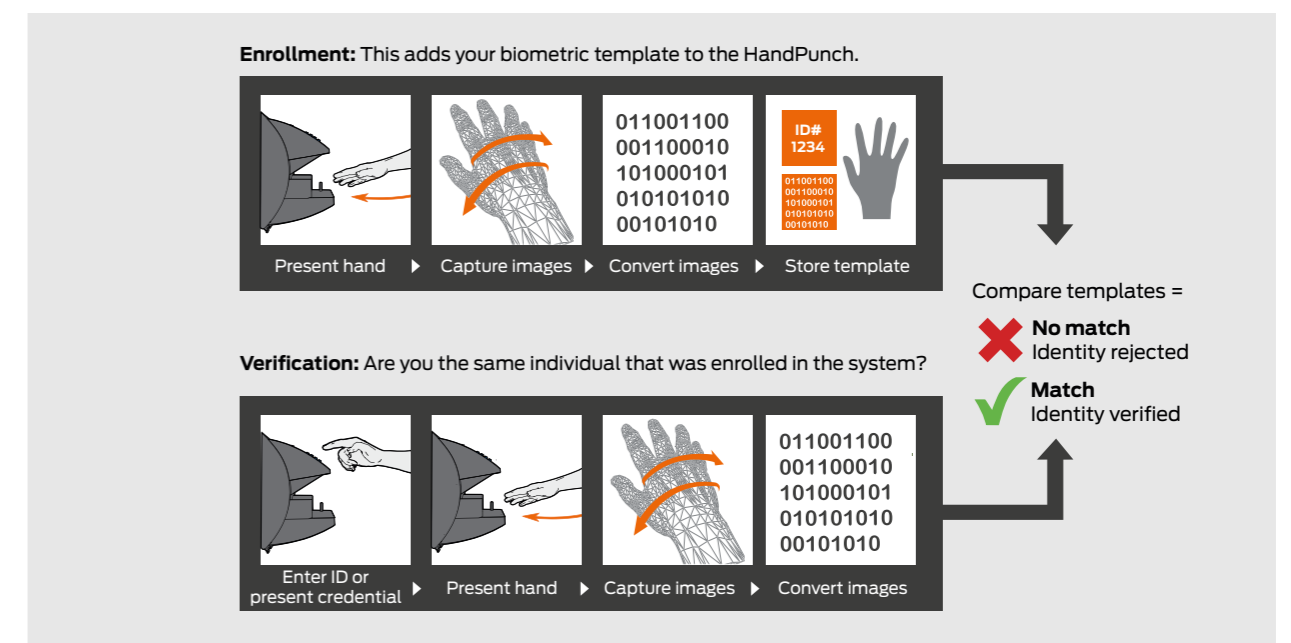 Enrollment: This adds your biometric template to the HandPunch.
011001100
001100010
101000101
010101010
00101010
ID#
1234
011001100
001100010
101000101
010101010
00101010
Present hand
Capture images
Convert images
Store template
Compare templates =
No match
Identity rejected
Match
Identity verified
Verification: Are you the same individual that was enrolled in the system?
011001100
001100010
101000101
010101010
00101010
Enter ID or
present credential
Present hand
Capture images
Convert images